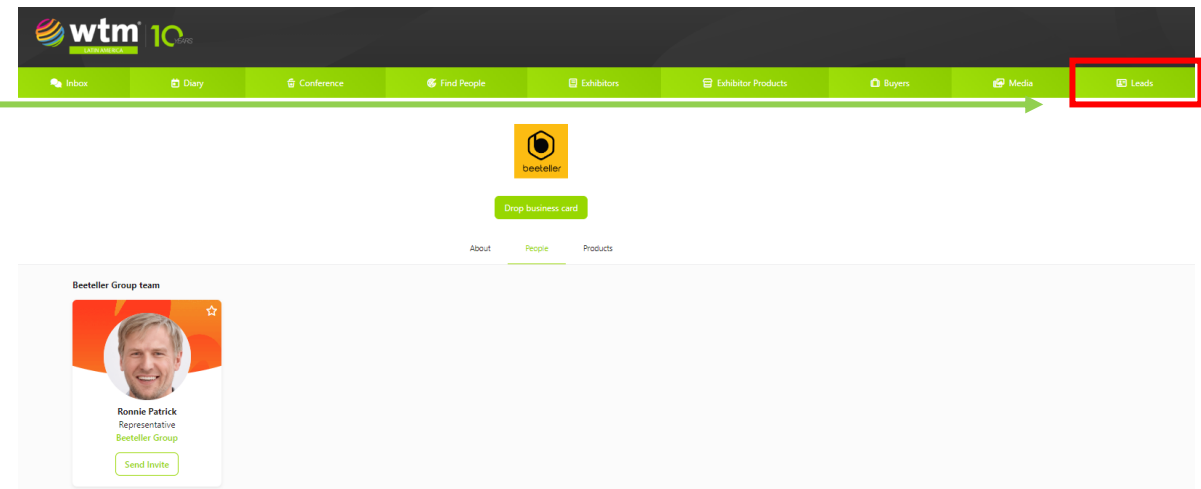 wtm 10 YEARS
LATIN AMERICA
Inbox Diary Conference Find People Exhibitors Exhibitor Products Buyers Media Leads
b
beeteller
Drop business card
About People Products
Beeteller Group team
Ronnie Patrick
Representative
Beeteller Group
Send Invite